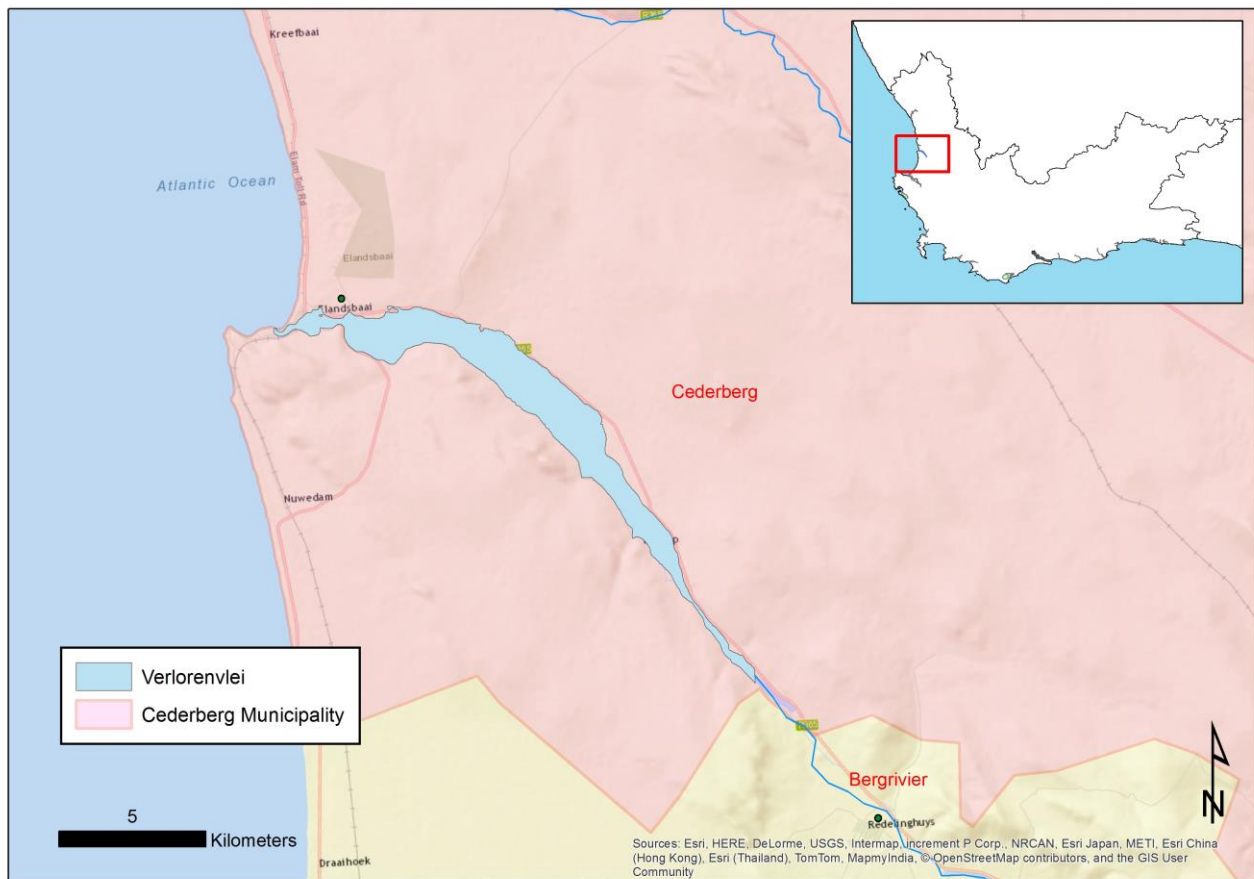 Kreefbaai
Elam Toft Rd
Atlantic Ocean
Elandsbaai
Elandsbaai
Cederberg
Nuwedam
Verlorenvlei
Cederberg Municipality
Bergrivier
Redelinghuys
5
Kilometers
Draaihoek
N
Sources: Esri, HERE, DeLorme, USGS, Intermap, increment P Corp., NRCAN, Esri Japan, METI, Esri China
(Hong Kong), Esri (Thailand), TomTom, MapmyIndia, © OpenStreetMap contributors, and the GIS User
Community